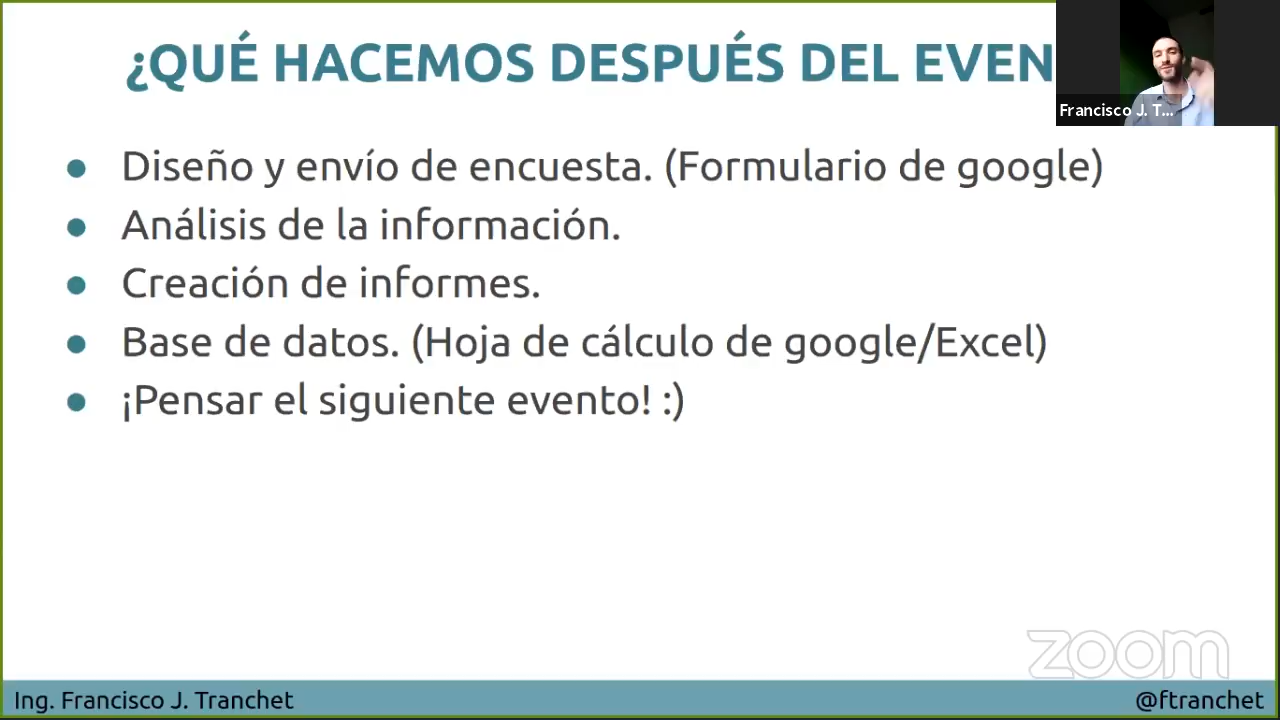 ¿QUÉ HACEMOS DESPUÉS DEL EVEN
Francisco J. T...
Diseño y envío de encuesta. (Formulario de google)
Análisis de la información.
Creación de informes.
Base de datos. (Hoja de cálculo de google/Excel)
¡Pensar el siguiente evento! :)
zoom
Ing. Francisco J. Tranchet
@ftranchet